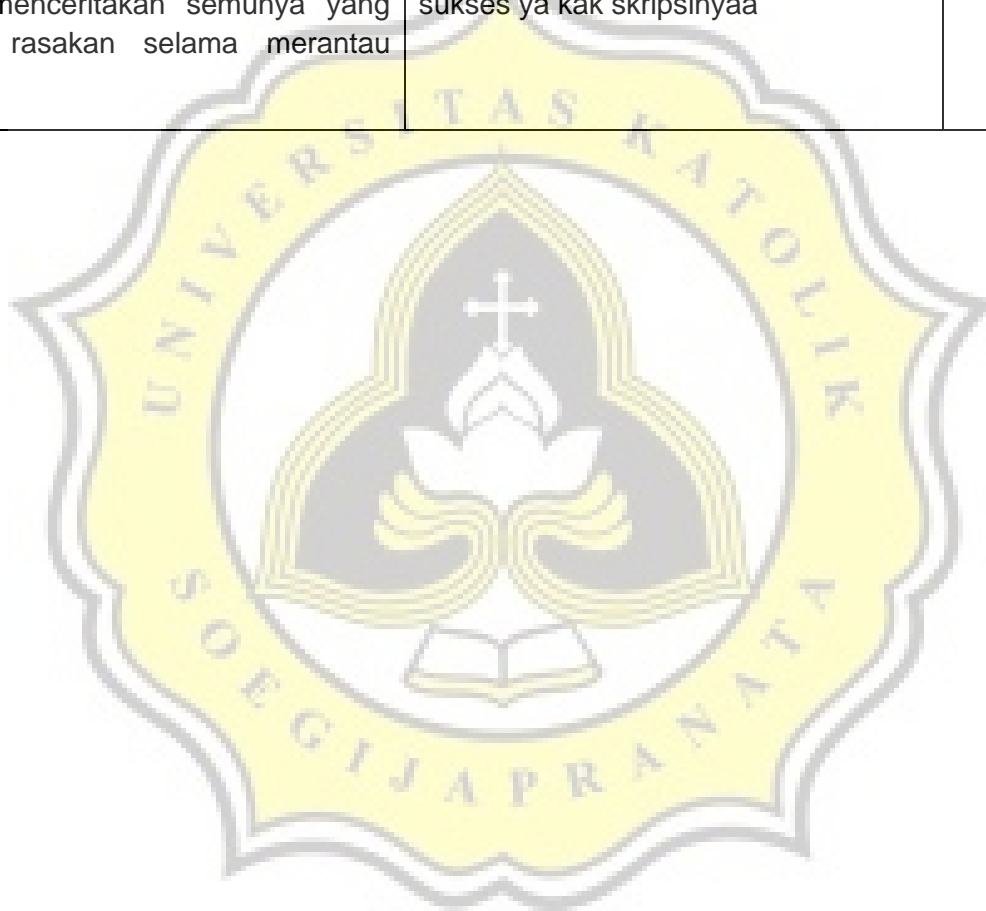 menceritakan semunya yang
rasakan selama merantau
sukses ya kak skripsinyaa
UNIVERSITAS KATOLIK
SOEGIJAPRANATA